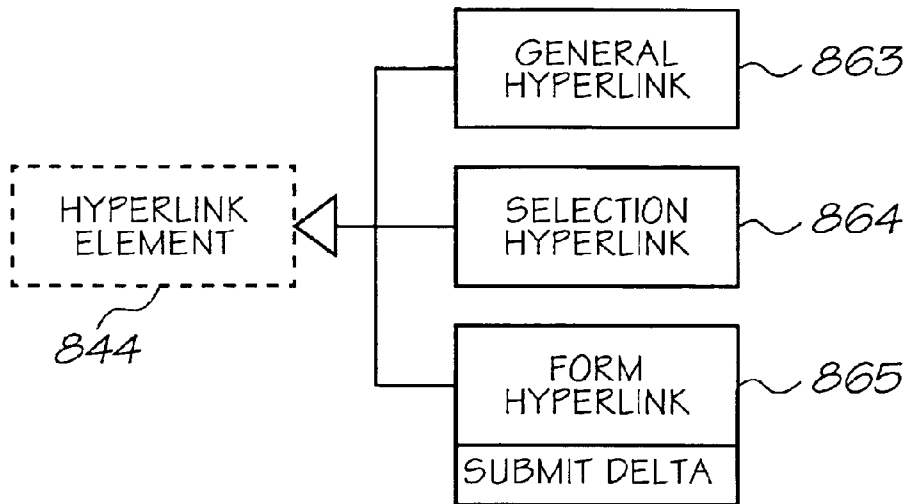 GENERAL
HYPERLINK
863
HYPERLINK
ELEMENT
844
SELECTION
HYPERLINK
864
FORM
HYPERLINK
865
SUBMIT DELTA